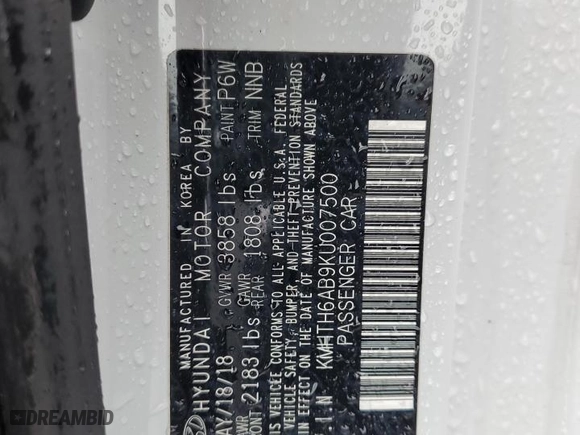 MANUFACTURED IN KOREA BY
HYUNDAI MOTOR COMPANY
AY/18/18 GVWR 3858 lbs PAINT P6W
2183 lbs GAWR REAR 1808 lbs TRIM NNB
IS VEHICLE CONFORMS TO ALL APPLICABLE U.S.A. FEDERAL
VEHICLE SAFETY, BUMPER, AND THEFT PREVENTION STANDARDS
EFFECT ON THE DATE OF MANUFACTURE SHOWN ABOVE
KMHTH6AB9KU007500
PASSENGER CAR
DREAMBID